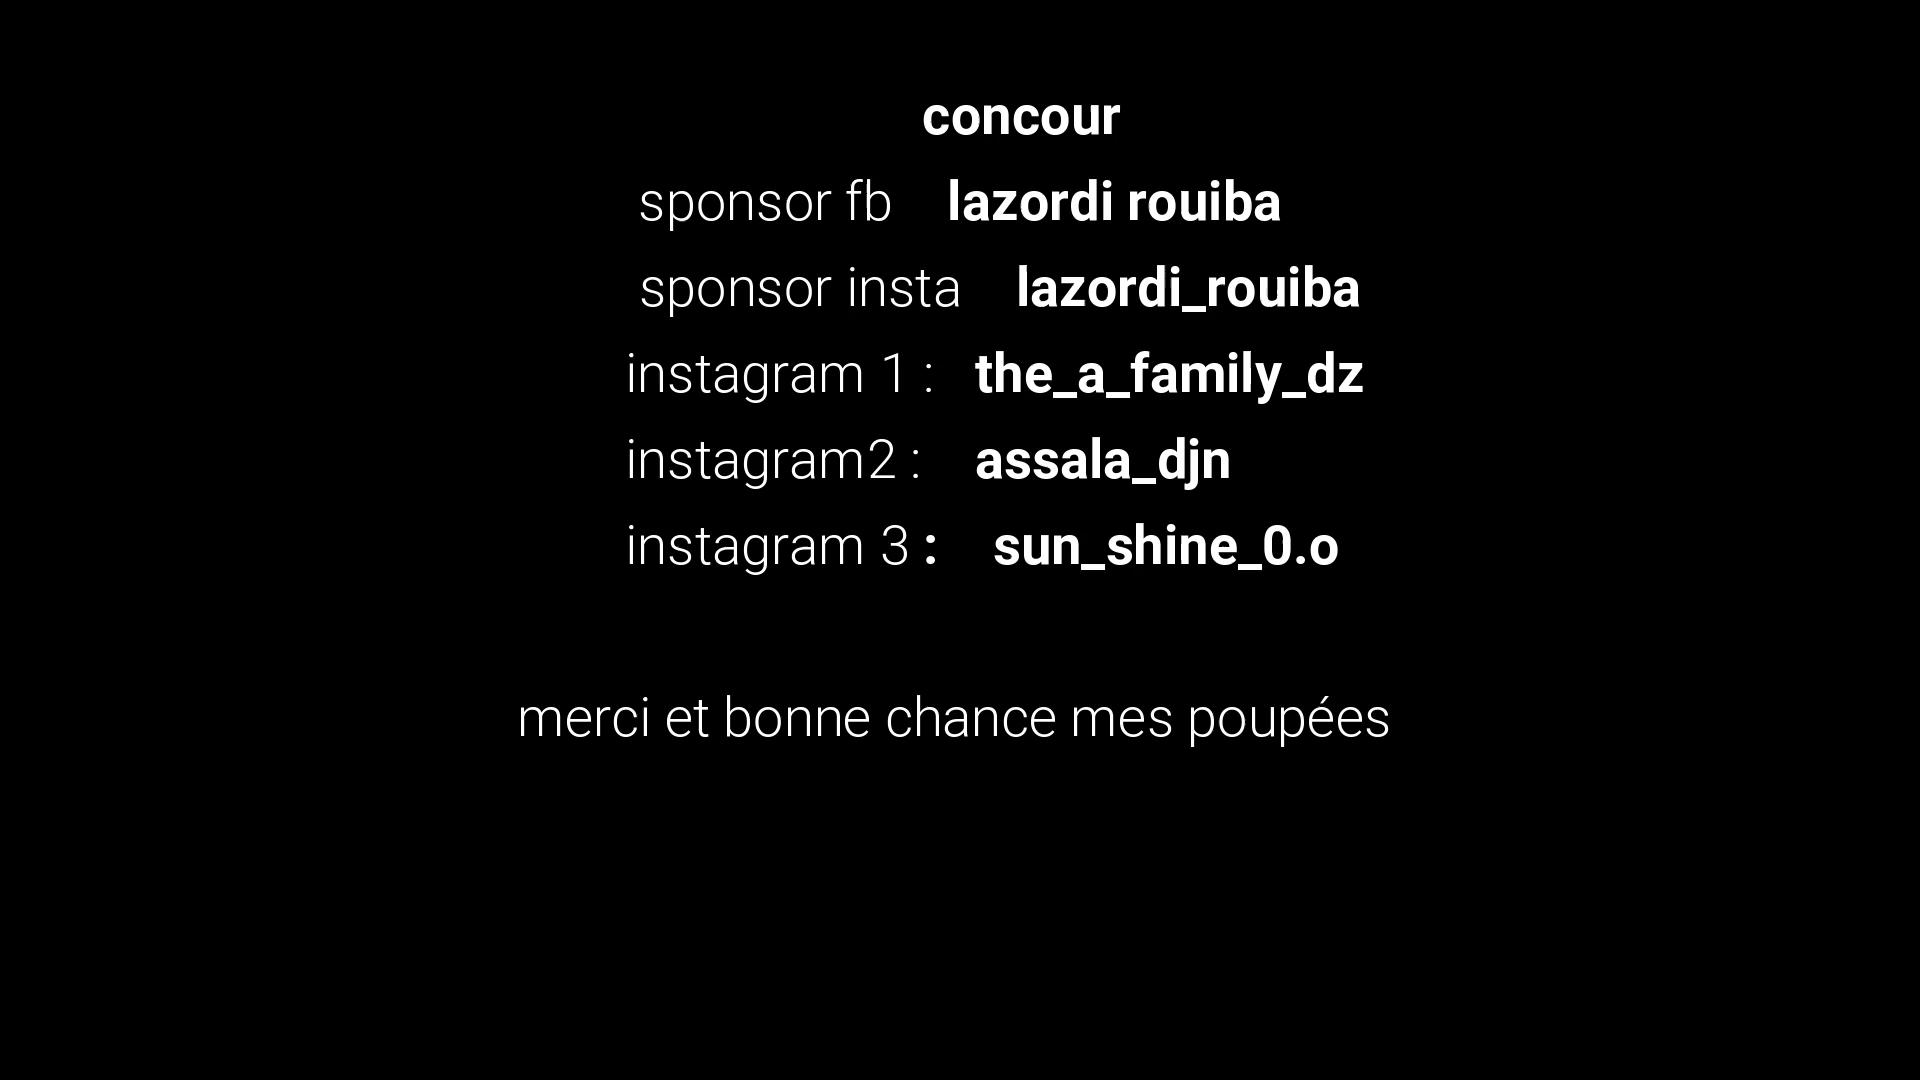 concour
sponsor fb lazordi rouiba
sponsor insta lazordi_rouiba
instagram 1 : the_a_family_dz
instagram2 : assala_djn
instagram 3 : sun_shine_0.o
merci et bonne chance mes poupées